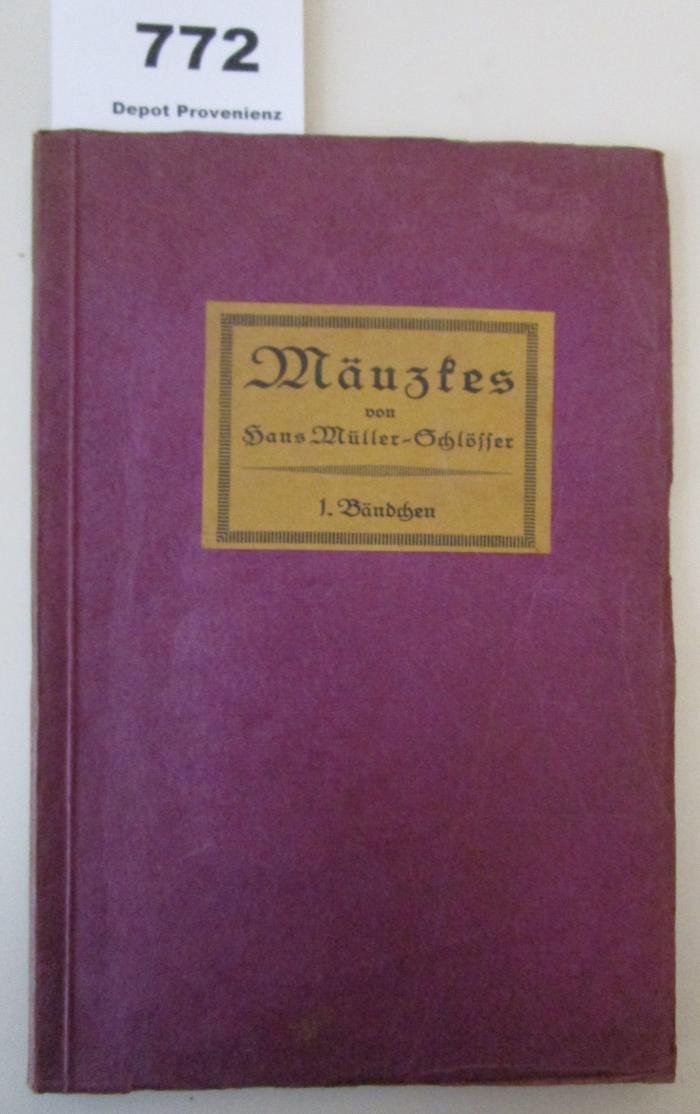 772
Depot Provenienz
Mäuzkes
von
Hans Müller-Schlösser
1. Bändchen